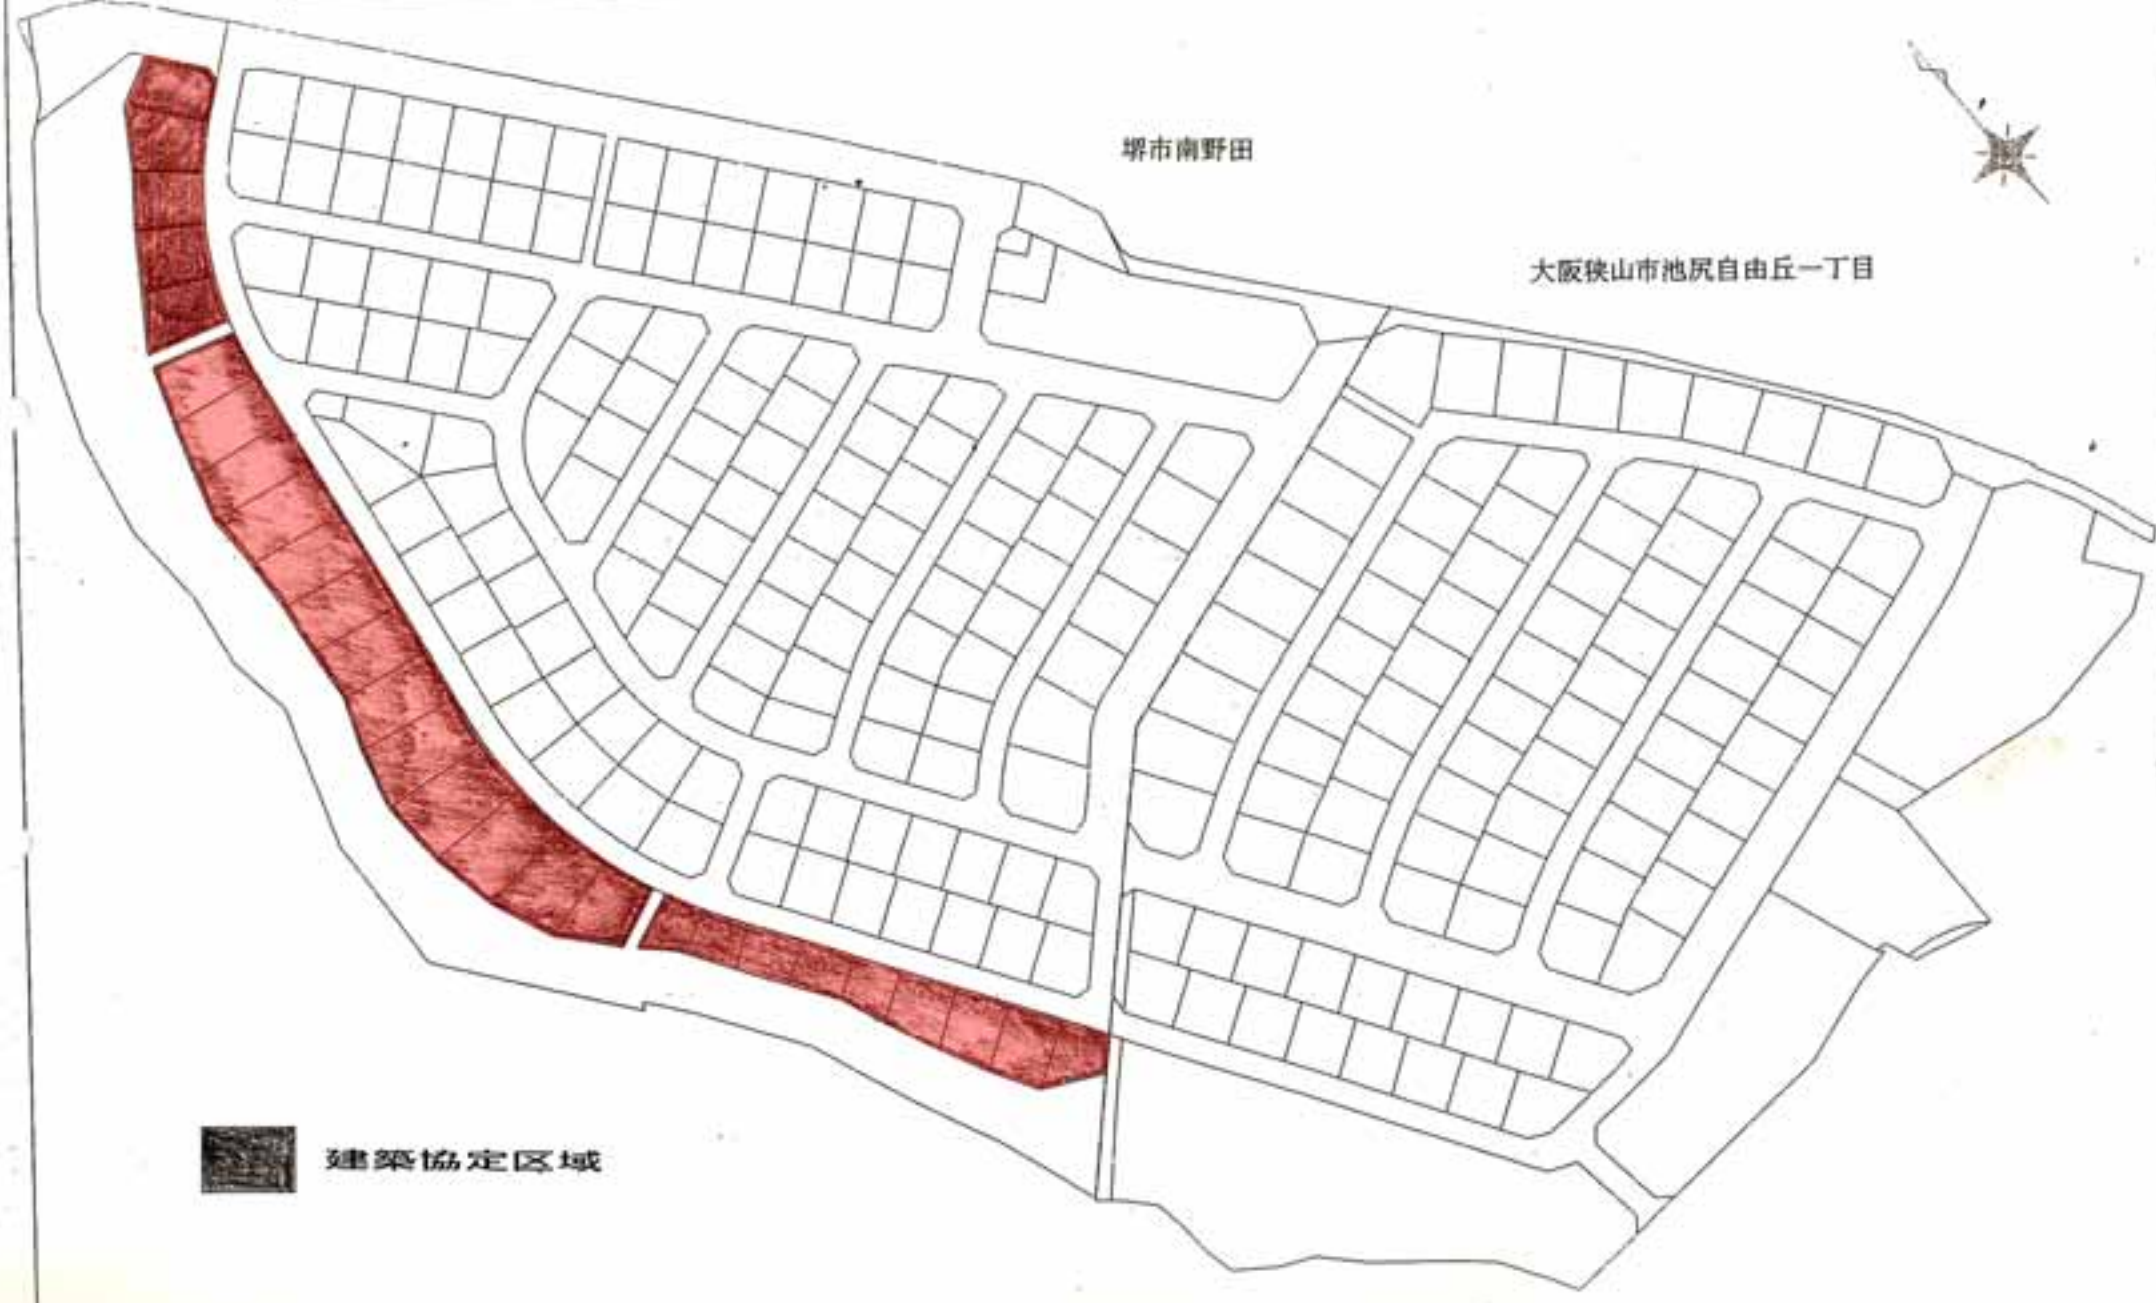 堺市南野田
大阪狭山市池尻自由丘一丁目
建築協定区域